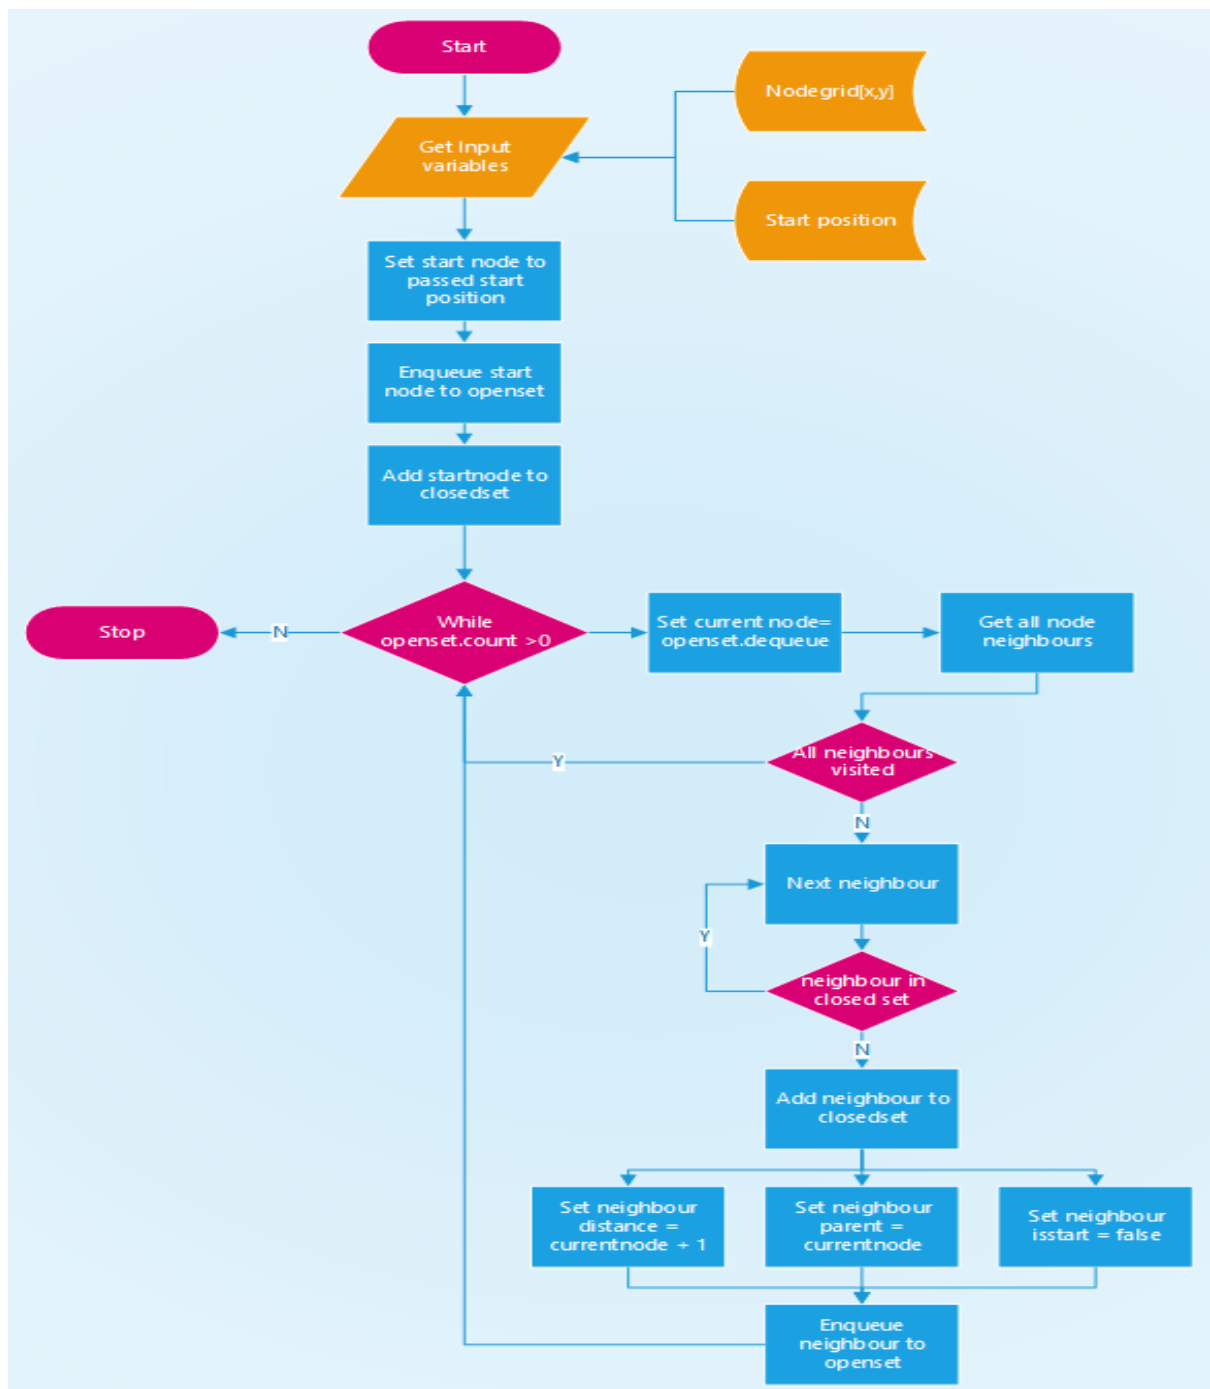 Start
Nodegrid[x,y]
Get Input
variables
Start position
Set start node to
passed start
position
Enqueue start
node to openset
Add startnode to
closedset
Stop
N
While
openset.count >0
Set current node=
openset.dequeue
Get all node
neighbours
All neighbours
visited
Y
N
Next neighbour
Y
neighbour in
closed set
N
Add neighbour to
closedset
Set neighbour
distance =
currentnode + 1
Set neighbour
parent =
currentnode
Set neighbour
isstart = false
Enqueue
neighbour to
openset